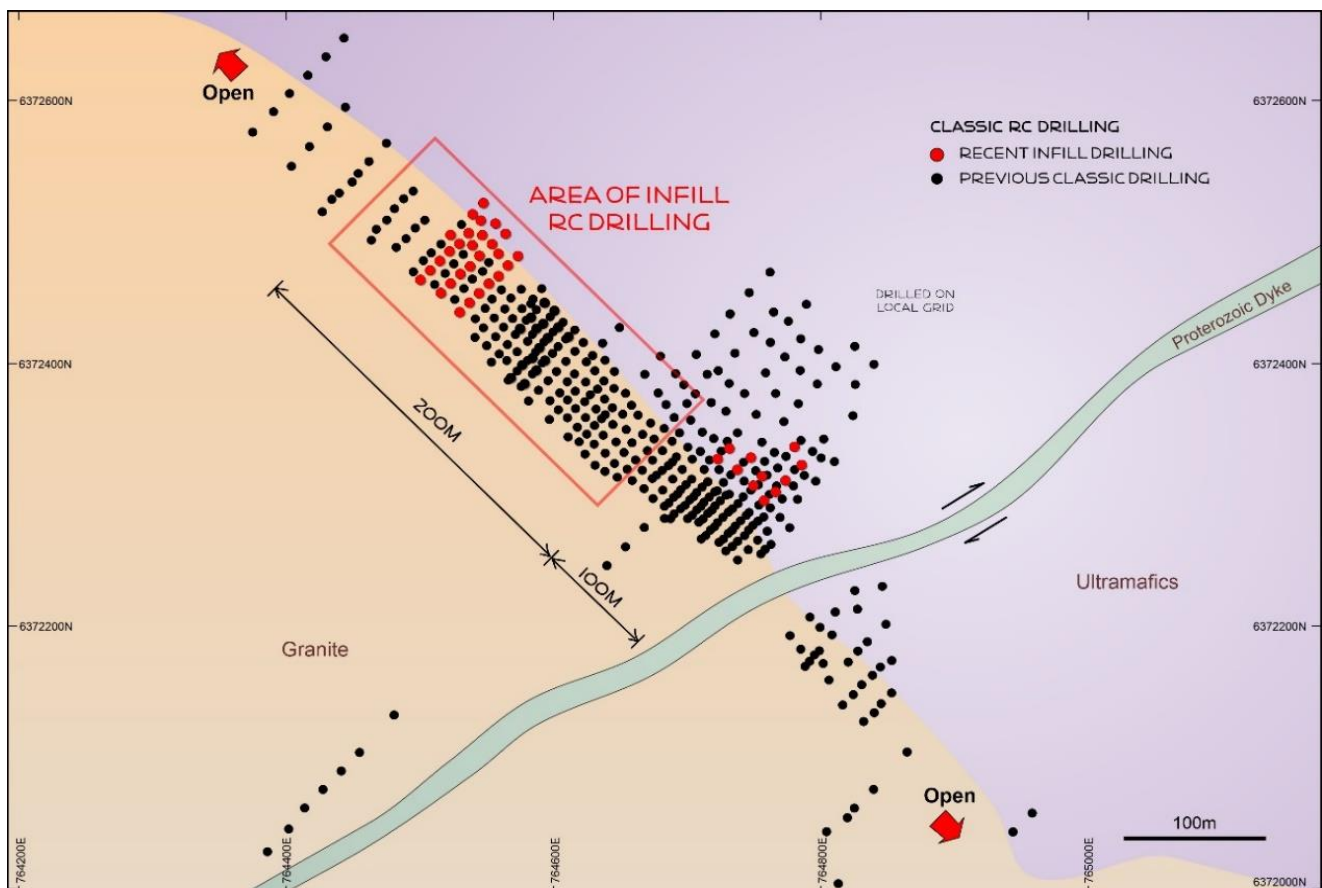 Open
6372600N
6372600N
CLASSIC RC DRILLING
RECENT INFILL DRILLING
PREVIOUS CLASSIC DRILLING
AREA OF INFILL
RC DRILLING
DRILLED ON
LOCAL GRID
Proterozoic Dyke
6372400N
6372400N
200M
100M
Ultramafics
6372200N
6372200N
Granite
Open
100m
764200E
764400E
764600E
764800E
765000E
6372000N